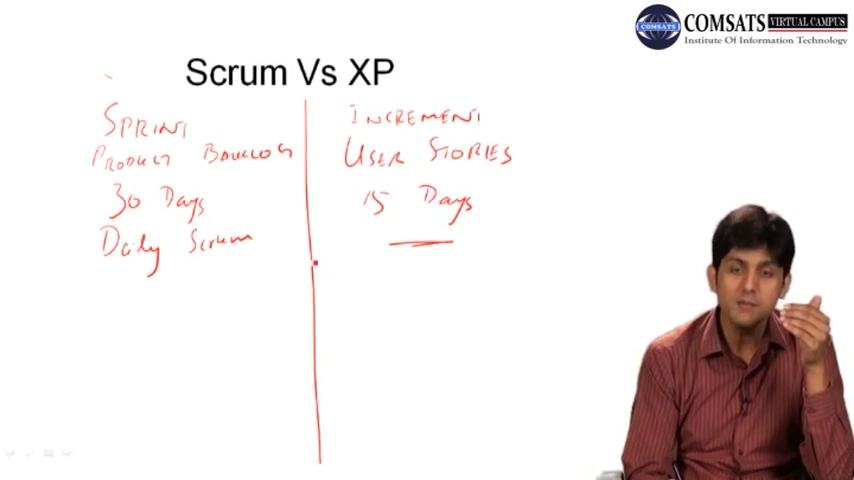 COMSATS VIRTUAL CAMPUS
Institute Of Information Technology
COMSATS
Scrum Vs XP
SPRINT
INCREMENT
PRODUCT BACKLOG
USER STORIES
30 Days
15 Days
Daily Scrum